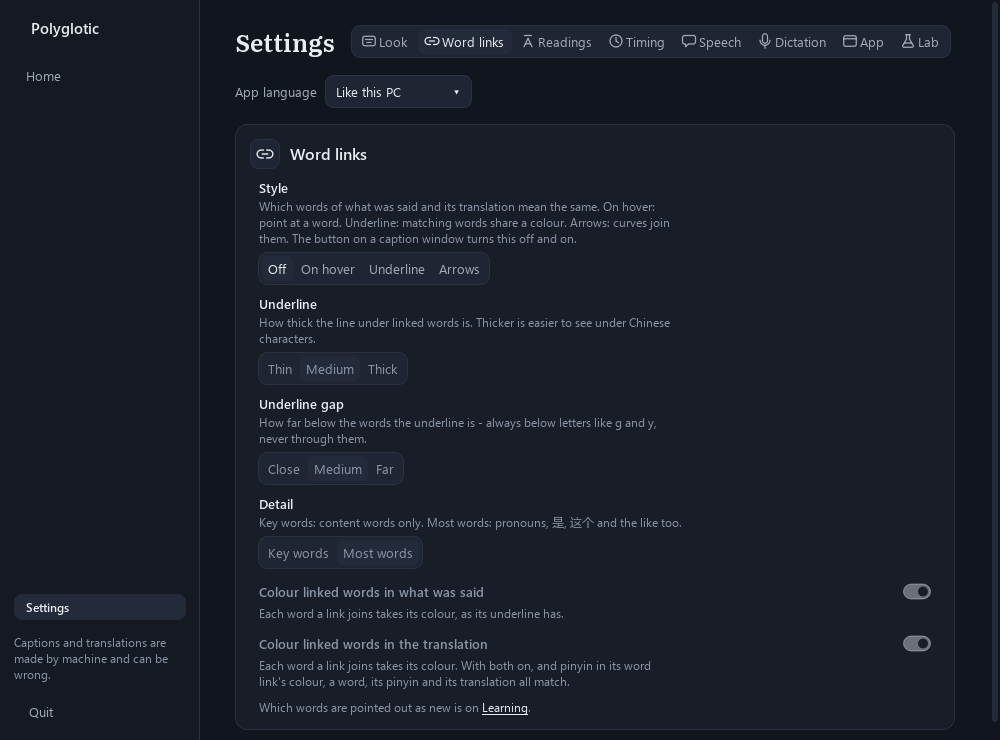 Polyglotic
Home
Settings
Captions and translations are
made by machine and can be
wrong.
Quit
Settings
Look
Word links
Readings
Timing
Speech
Dictation
App
Lab
App language
Like this PC
Word links
Style
Which words of what was said and its translation mean the same. On hover:
point at a word. Underline: matching words share a colour. Arrows: curves join
them. The button on a caption window turns this off and on.
Off On hover Underline Arrows
Underline
How thick the line under linked words is. Thicker is easier to see under Chinese
characters.
Thin Medium Thick
Underline gap
How far below the words the underline is - always below letters like g and y,
never through them.
Close Medium Far
Detail
Key words: content words only. Most words: pronouns, 是, 这个 and the like too.
Key words Most words
Colour linked words in what was said
Each word a link joins takes its colour, as its underline has.
Colour linked words in the translation
Each word a link joins takes its colour. With both on, and pinyin in its word
link's colour, a word, its pinyin and its translation all match.
Which words are pointed out as new is on Learning.